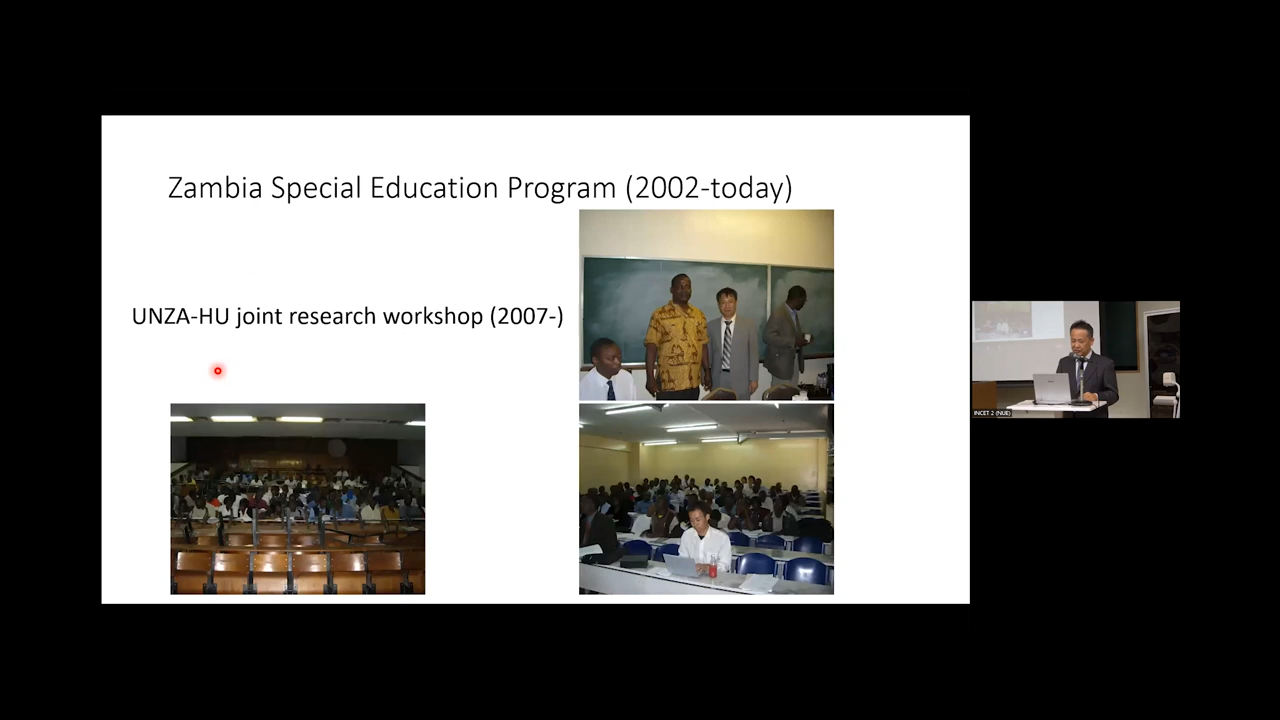 Zambia Special Education Program (2002-today)
UNZA-HU joint research workshop (2007-)
INCET 2 (NUE)